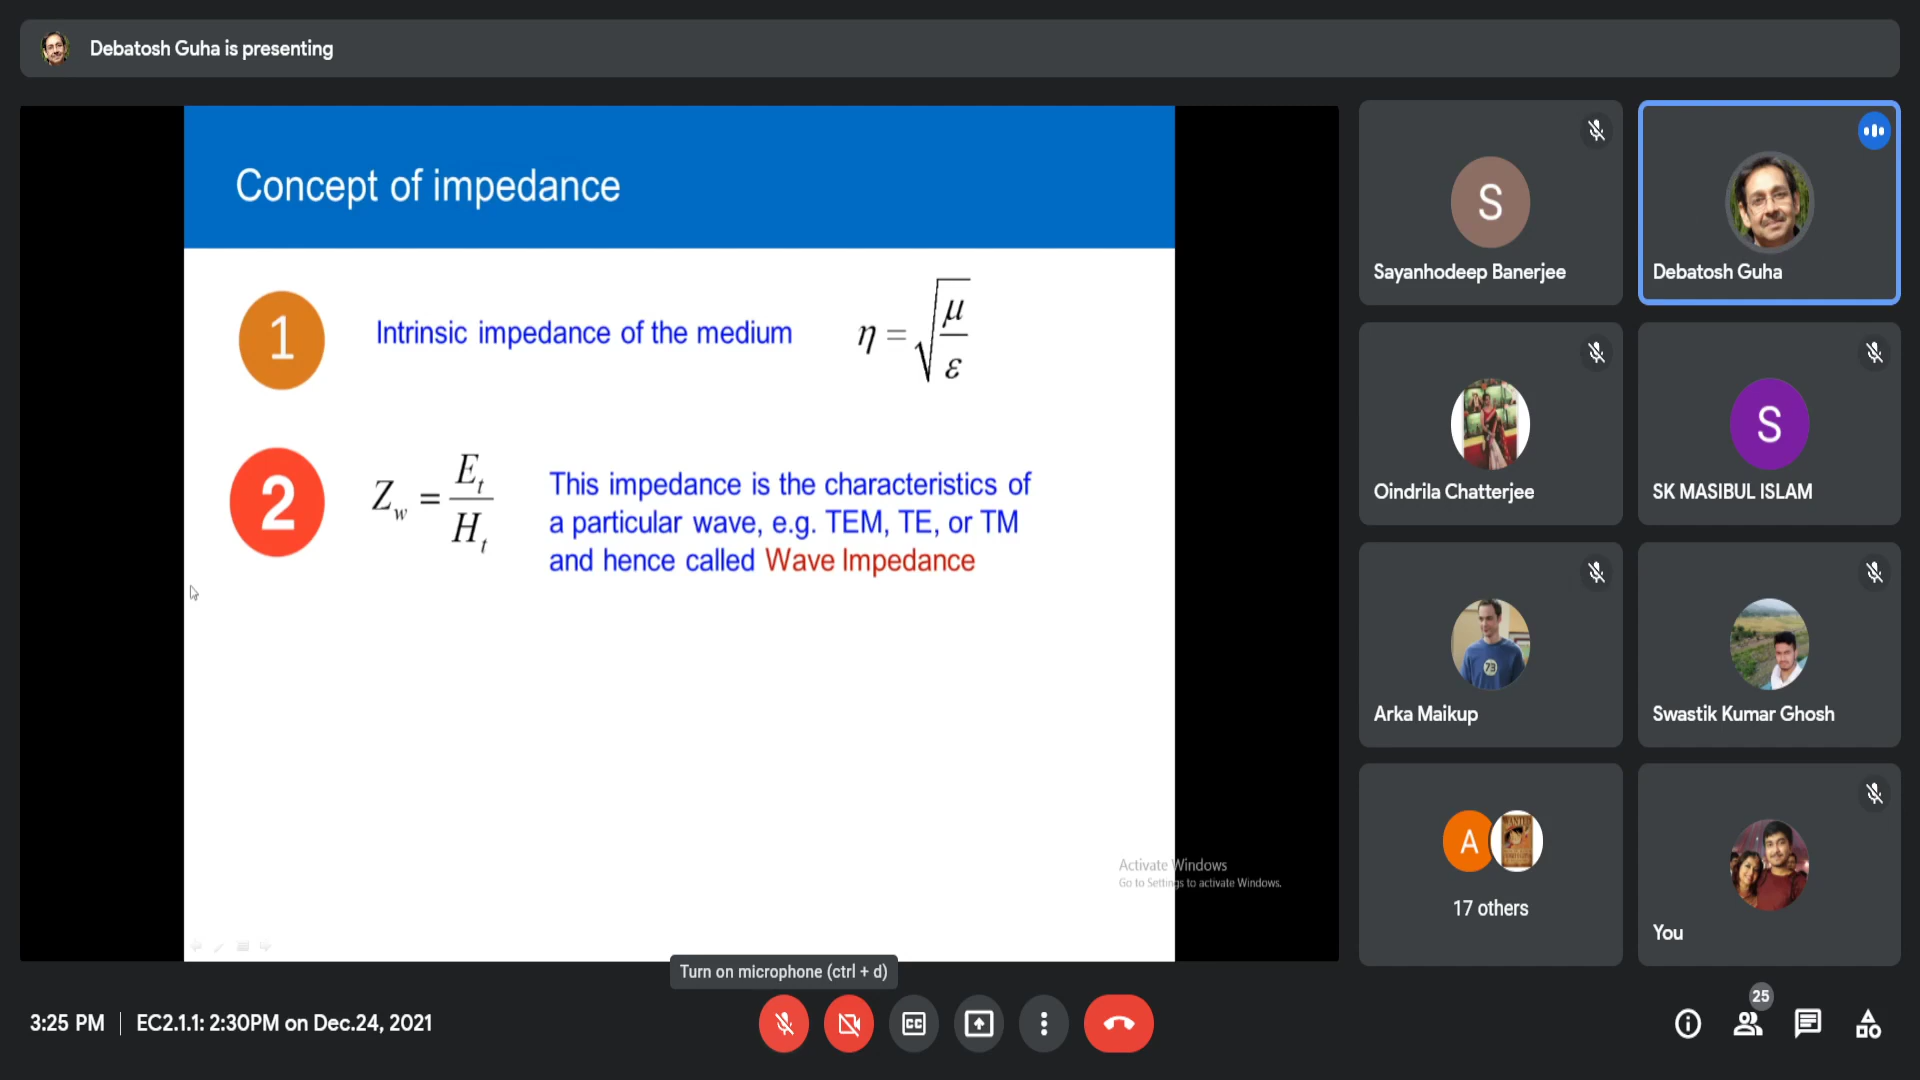 Debatosh Guha is presenting
Concept of impedance
1
Intrinsic impedance of the medium
η = √(μ/ε)
2
Z_w = E_t / H_t
This impedance is the characteristics of
a particular wave, e.g. TEM, TE, or TM
and hence called Wave Impedance
Activate Windows
Go to Settings to activate Windows.
S
Sayanhodeep Banerjee
Debatosh Guha
Oindrila Chatterjee
S
SK MASIBUL ISLAM
73
Arka Maikup
Swastik Kumar Ghosh
A
17 others
You
Turn on microphone (ctrl + d)
3:25 PM
EC2.1.1: 2:30PM on Dec.24, 2021
CC
25